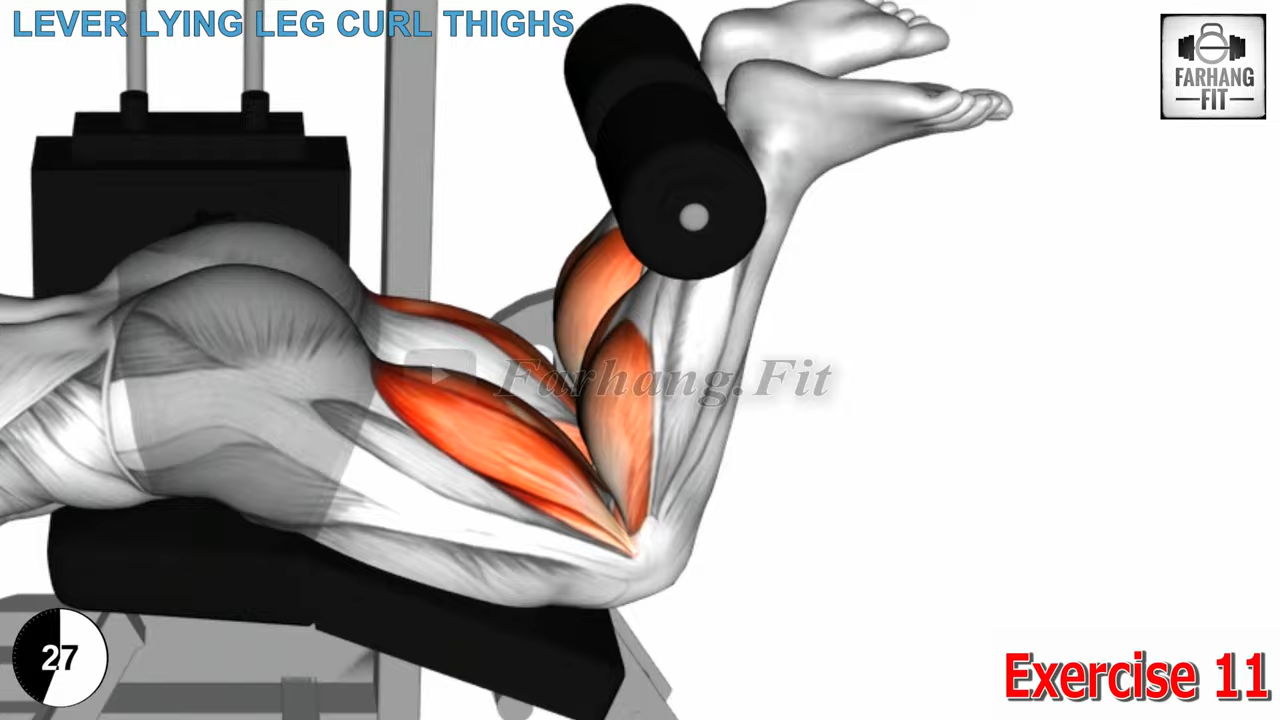 LEVER LYING LEG CURL THIGHS
FARHANG
FIT
Farhang.Fit
27
Exercise 11